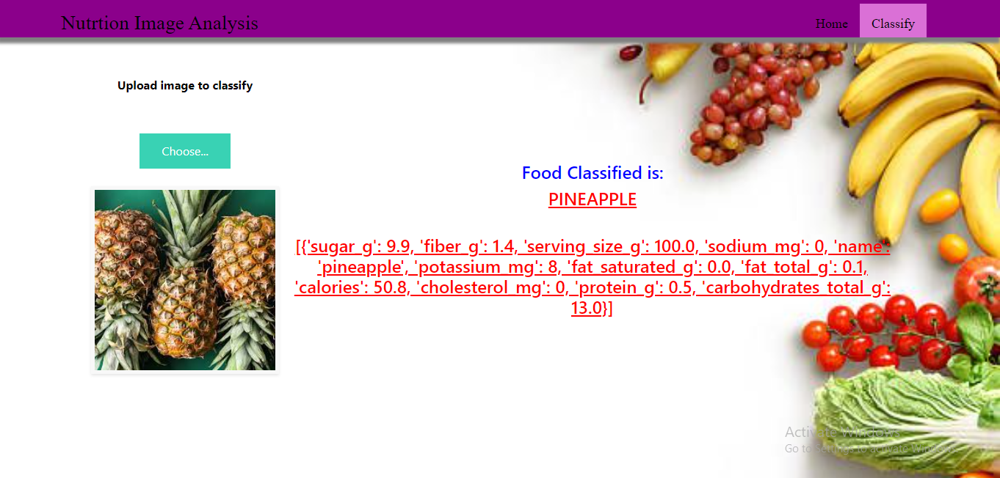 Nutrtion Image Analysis
Home
Classify
Upload image to classify
Choose...
Food Classified is:
PINEAPPLE
[{'sugar_g': 9.9, 'fiber_g': 1.4, 'serving_size_g': 100.0, 'sodium_mg': 0, 'name':
'pineapple', 'potassium_mg': 8, 'fat_saturated_g': 0.0, 'fat_total_g': 0.1,
'calories': 50.8, 'cholesterol_mg': 0, 'protein_g': 0.5, 'carbohydrates_total_g':
13.0}]
Activate Windows
Go to Settings to activate Windows.